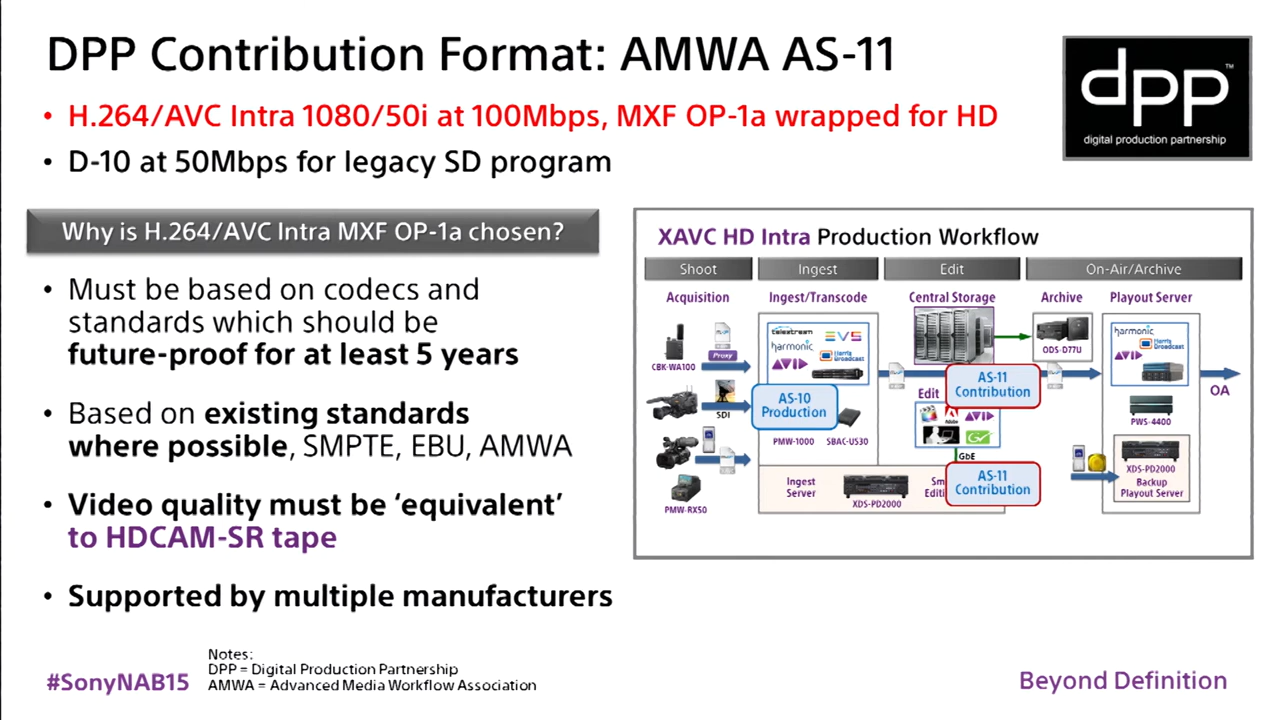 DPP Contribution Format: AMWA AS-11
dpp™
digital production partnership
• H.264/AVC Intra 1080/50i at 100Mbps, MXF OP-1a wrapped for HD
• D-10 at 50Mbps for legacy SD program
Why is H.264/AVC Intra MXF OP-1a chosen?
• Must be based on codecs and
standards which should be
future-proof for at least 5 years
• Based on existing standards
where possible, SMPTE, EBU, AMWA
• Video quality must be ‘equivalent’
to HDCAM-SR tape
• Supported by multiple manufacturers
XAVC HD Intra Production Workflow
Shoot
Ingest
Edit
On-Air/Archive
Acquisition
Ingest/Transcode
Central Storage
Archive
Playout Server
telestream
EVS
harmonic
Harris
Broadcast
AVID
Proxy
CBK-WA100
SDI
AS-10
Production
PMW-1000
SBAC-US30
PMW-RX50
Ingest
Server
XDS-PD2000
Edit
Adobe
AVID
GbE
AS-11
Contribution
AS-11
Contribution
ODS-D77U
harmonic
AVID
Harris
Broadcast
PWS-4400
XDS-PD2000
Backup
Playout Server
OA
Notes:
DPP = Digital Production Partnership
AMWA = Advanced Media Workflow Association
#SonyNAB15
Beyond Definition